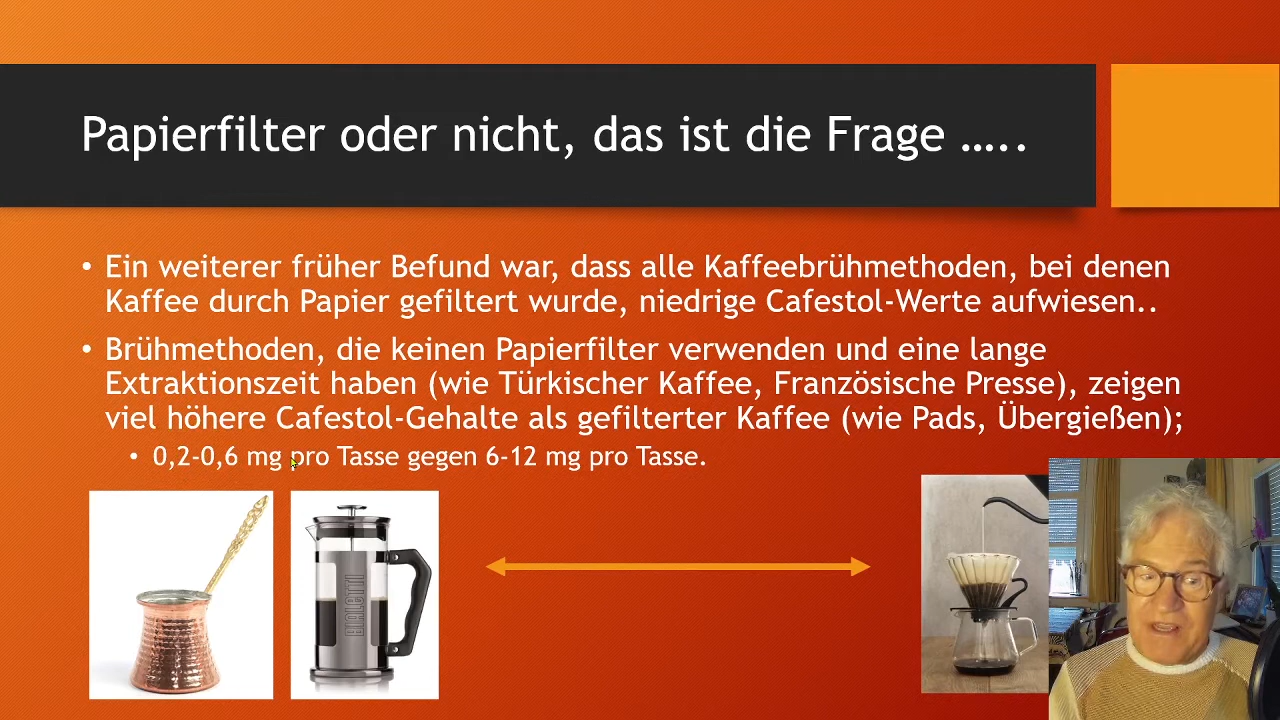 Papierfilter oder nicht, das ist die Frage …..
• Ein weiterer früher Befund war, dass alle Kaffeebrühmethoden, bei denen
Kaffee durch Papier gefiltert wurde, niedrige Cafestol-Werte aufwiesen..
• Brühmethoden, die keinen Papierfilter verwenden und eine lange
Extraktionszeit haben (wie Türkischer Kaffee, Französische Presse), zeigen
viel höhere Cafestol-Gehalte als gefilterter Kaffee (wie Pads, Übergießen);
• 0,2-0,6 mg pro Tasse gegen 6-12 mg pro Tasse.
BIALETTI